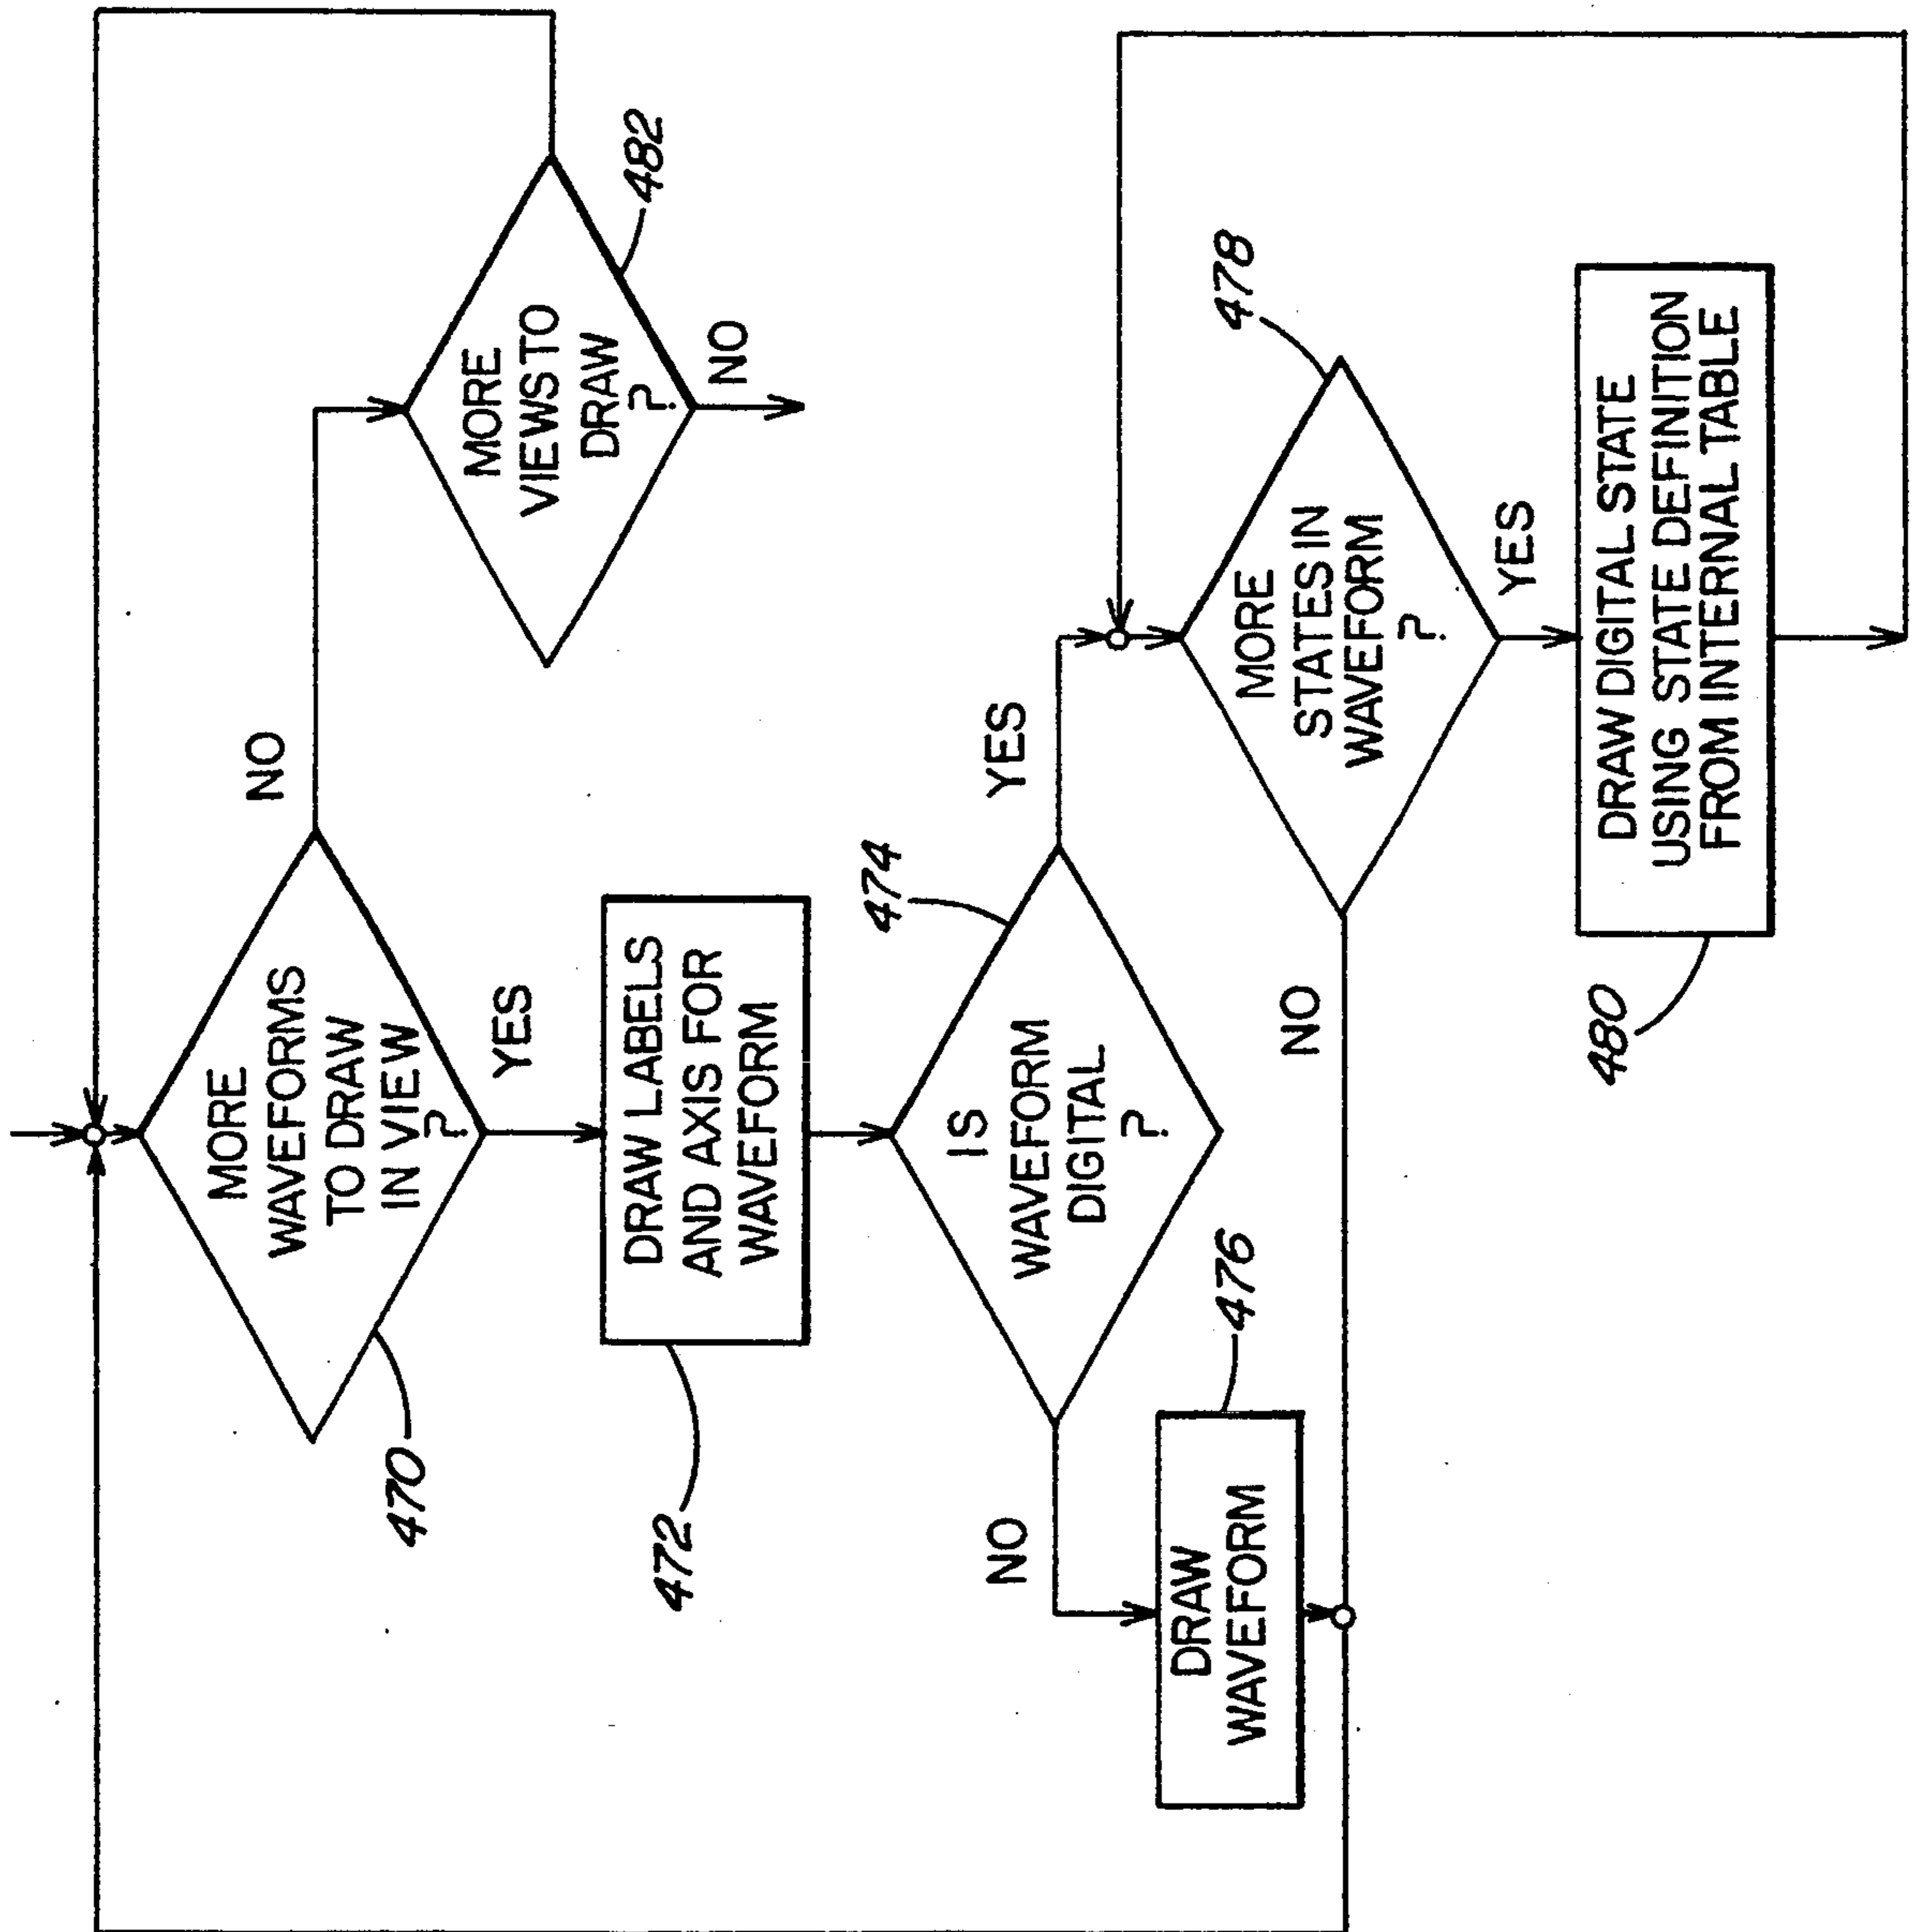 MORE
WAVEFORMS
TO DRAW
IN VIEW
?
470
YES
NO
MORE
VIEWS TO
DRAW
?
482
NO
DRAW LABELS
AND AXIS FOR
WAVEFORM
472
IS
WAVEFORM
DIGITAL
?
474
NO
YES
DRAW
WAVEFORM
476
MORE
STATES IN
WAVEFORM
?
478
NO
YES
DRAW DIGITAL STATE
USING STATE DEFINITION
FROM INTERNAL TABLE
480